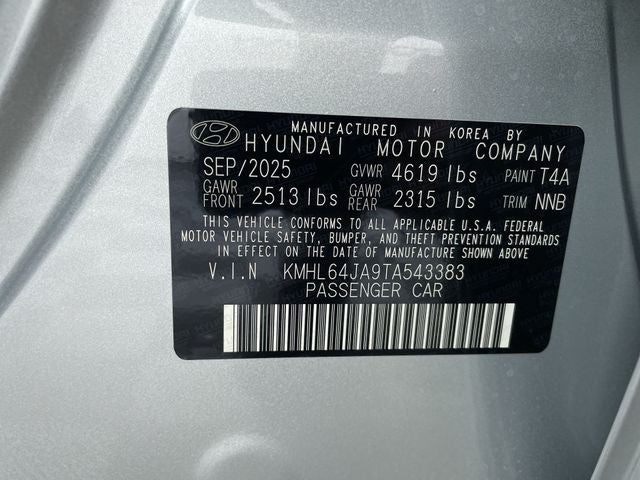 MANUFACTURED IN KOREA BY
HYUNDAI MOTOR COMPANY
SEP/2025 GVWR 4619 lbs PAINT T4A
GAWR FRONT 2513 lbs GAWR REAR 2315 lbs TRIM NNB
THIS VEHICLE CONFORMS TO ALL APPLICABLE U.S.A. FEDERAL
MOTOR VEHICLE SAFETY, BUMPER, AND THEFT PREVENTION STANDARDS
IN EFFECT ON THE DATE OF MANUFACTURE SHOWN ABOVE
V.I.N KMHL64JA9TA543383
PASSENGER CAR